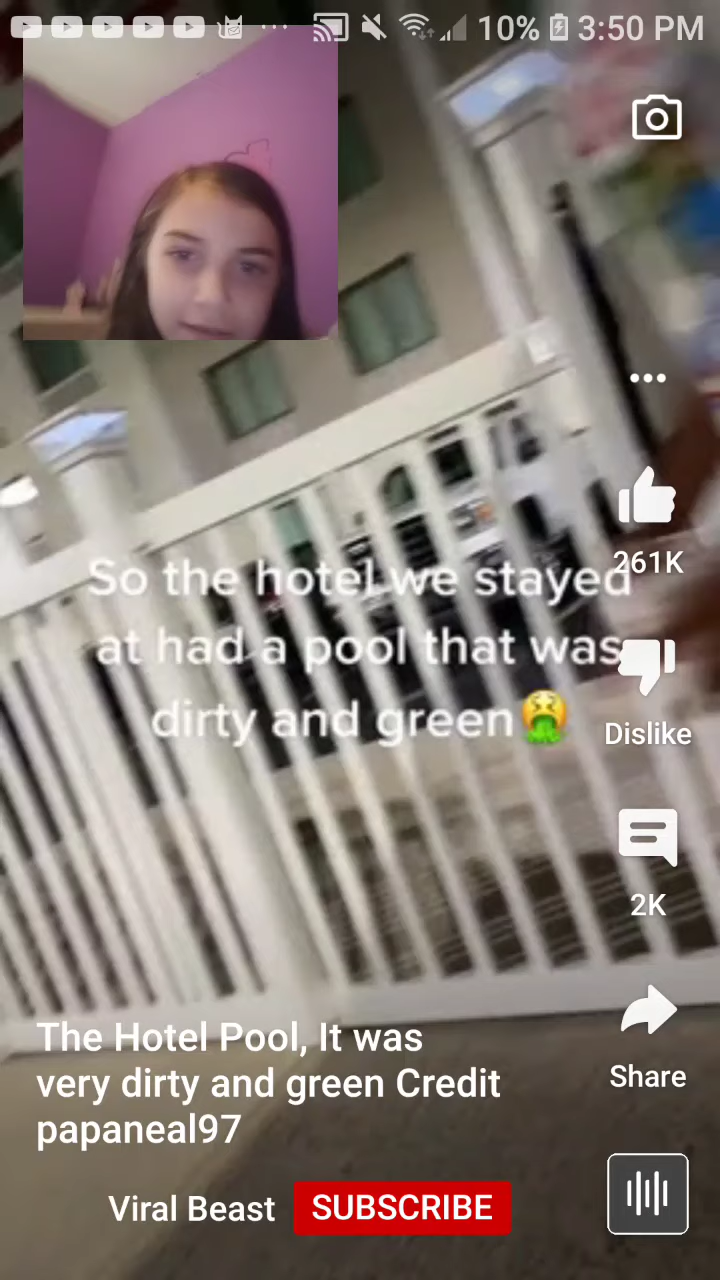 10% 3:50 PM
So the hotel we stayed
at had a pool that was
dirty and green🤮
261K
Dislike
2K
Share
The Hotel Pool, It was
very dirty and green Credit
papaneal97
Viral Beast SUBSCRIBE